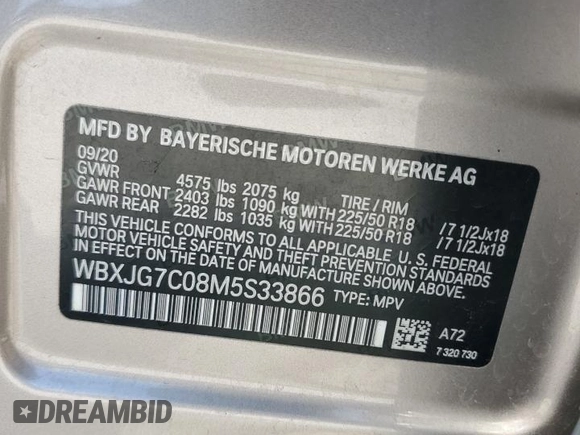 MFD BY BAYERISCHE MOTOREN WERKE AG
09/20
GVWR 4575 lbs 2075 kg TIRE / RIM
GAWR FRONT 2403 lbs 1090 kg WITH 225/50 R18 /7 1/2Jx18
GAWR REAR 2282 lbs 1035 kg WITH 225/50 R18 /7 1/2Jx18
THIS VEHICLE CONFORMS TO ALL APPLICABLE U.S. FEDERAL
MOTOR VEHICLE SAFETY AND THEFT PREVENTION STANDARDS
IN EFFECT ON THE DATE OF MANUFACTURE SHOWN ABOVE.
WBXJG7C08M5S33866 TYPE: MPV
A72
7 320 730
DREAMBID